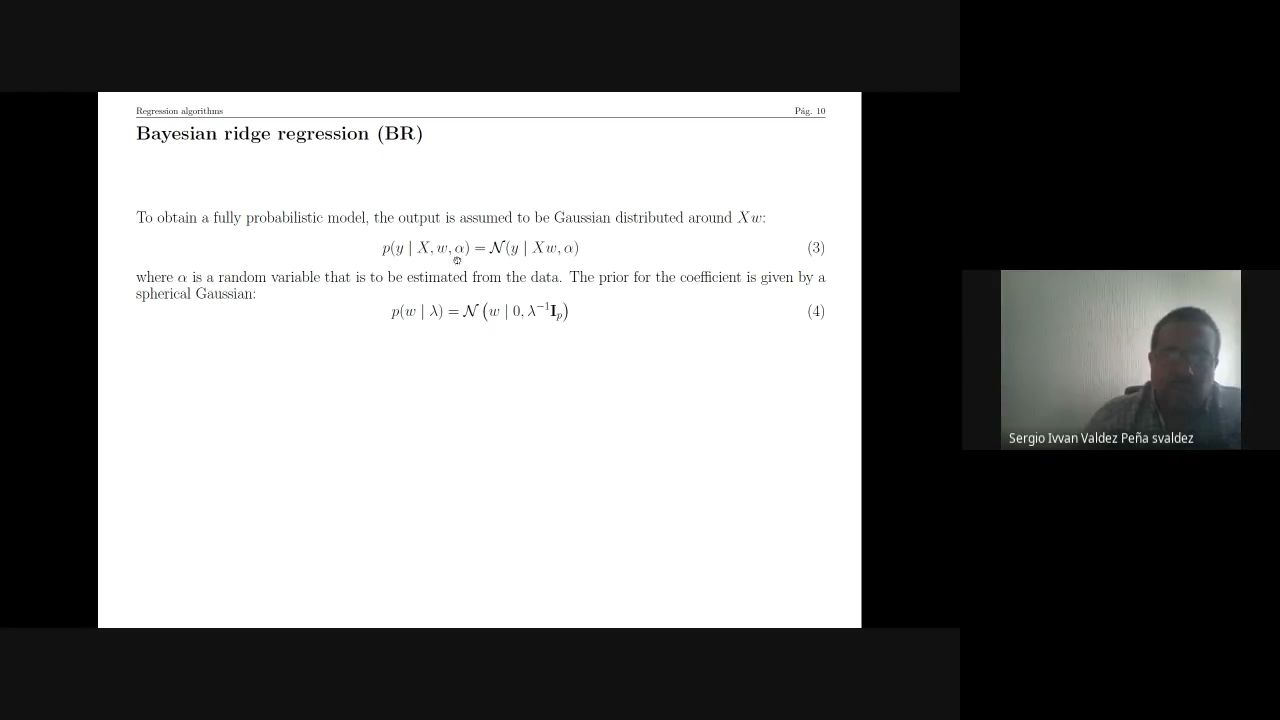 Regression algorithms Pág. 10
Bayesian ridge regression (BR)
To obtain a fully probabilistic model, the output is assumed to be Gaussian distributed around Xw:
p(y | X, w, α) = 𝒩(y | Xw, α) (3)
where α is a random variable that is to be estimated from the data. The prior for the coefficient is given by a
spherical Gaussian:
p(w | λ) = 𝒩 (w | 0, λ⁻¹𝐈ₚ) (4)
Sergio Ivvan Valdez Peña svaldez